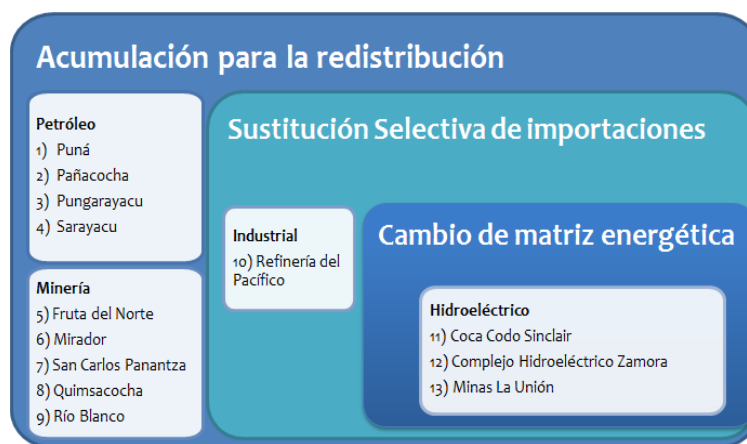 Acumulación para la redistribución
Petróleo
1) Puná
2) Pañacocha
3) Pungarayacu
4) Sarayacu
Minería
5) Fruta del Norte
6) Mirador
7) San Carlos Panantza
8) Quimsacocha
9) Río Blanco
Sustitución Selectiva de importaciones
Industrial
10) Refinería del
Pacífico
Cambio de matriz energética
Hidroeléctrico
11) Coca Codo Sinclair
12) Complejo Hidroeléctrico Zamora
13) Minas La Unión